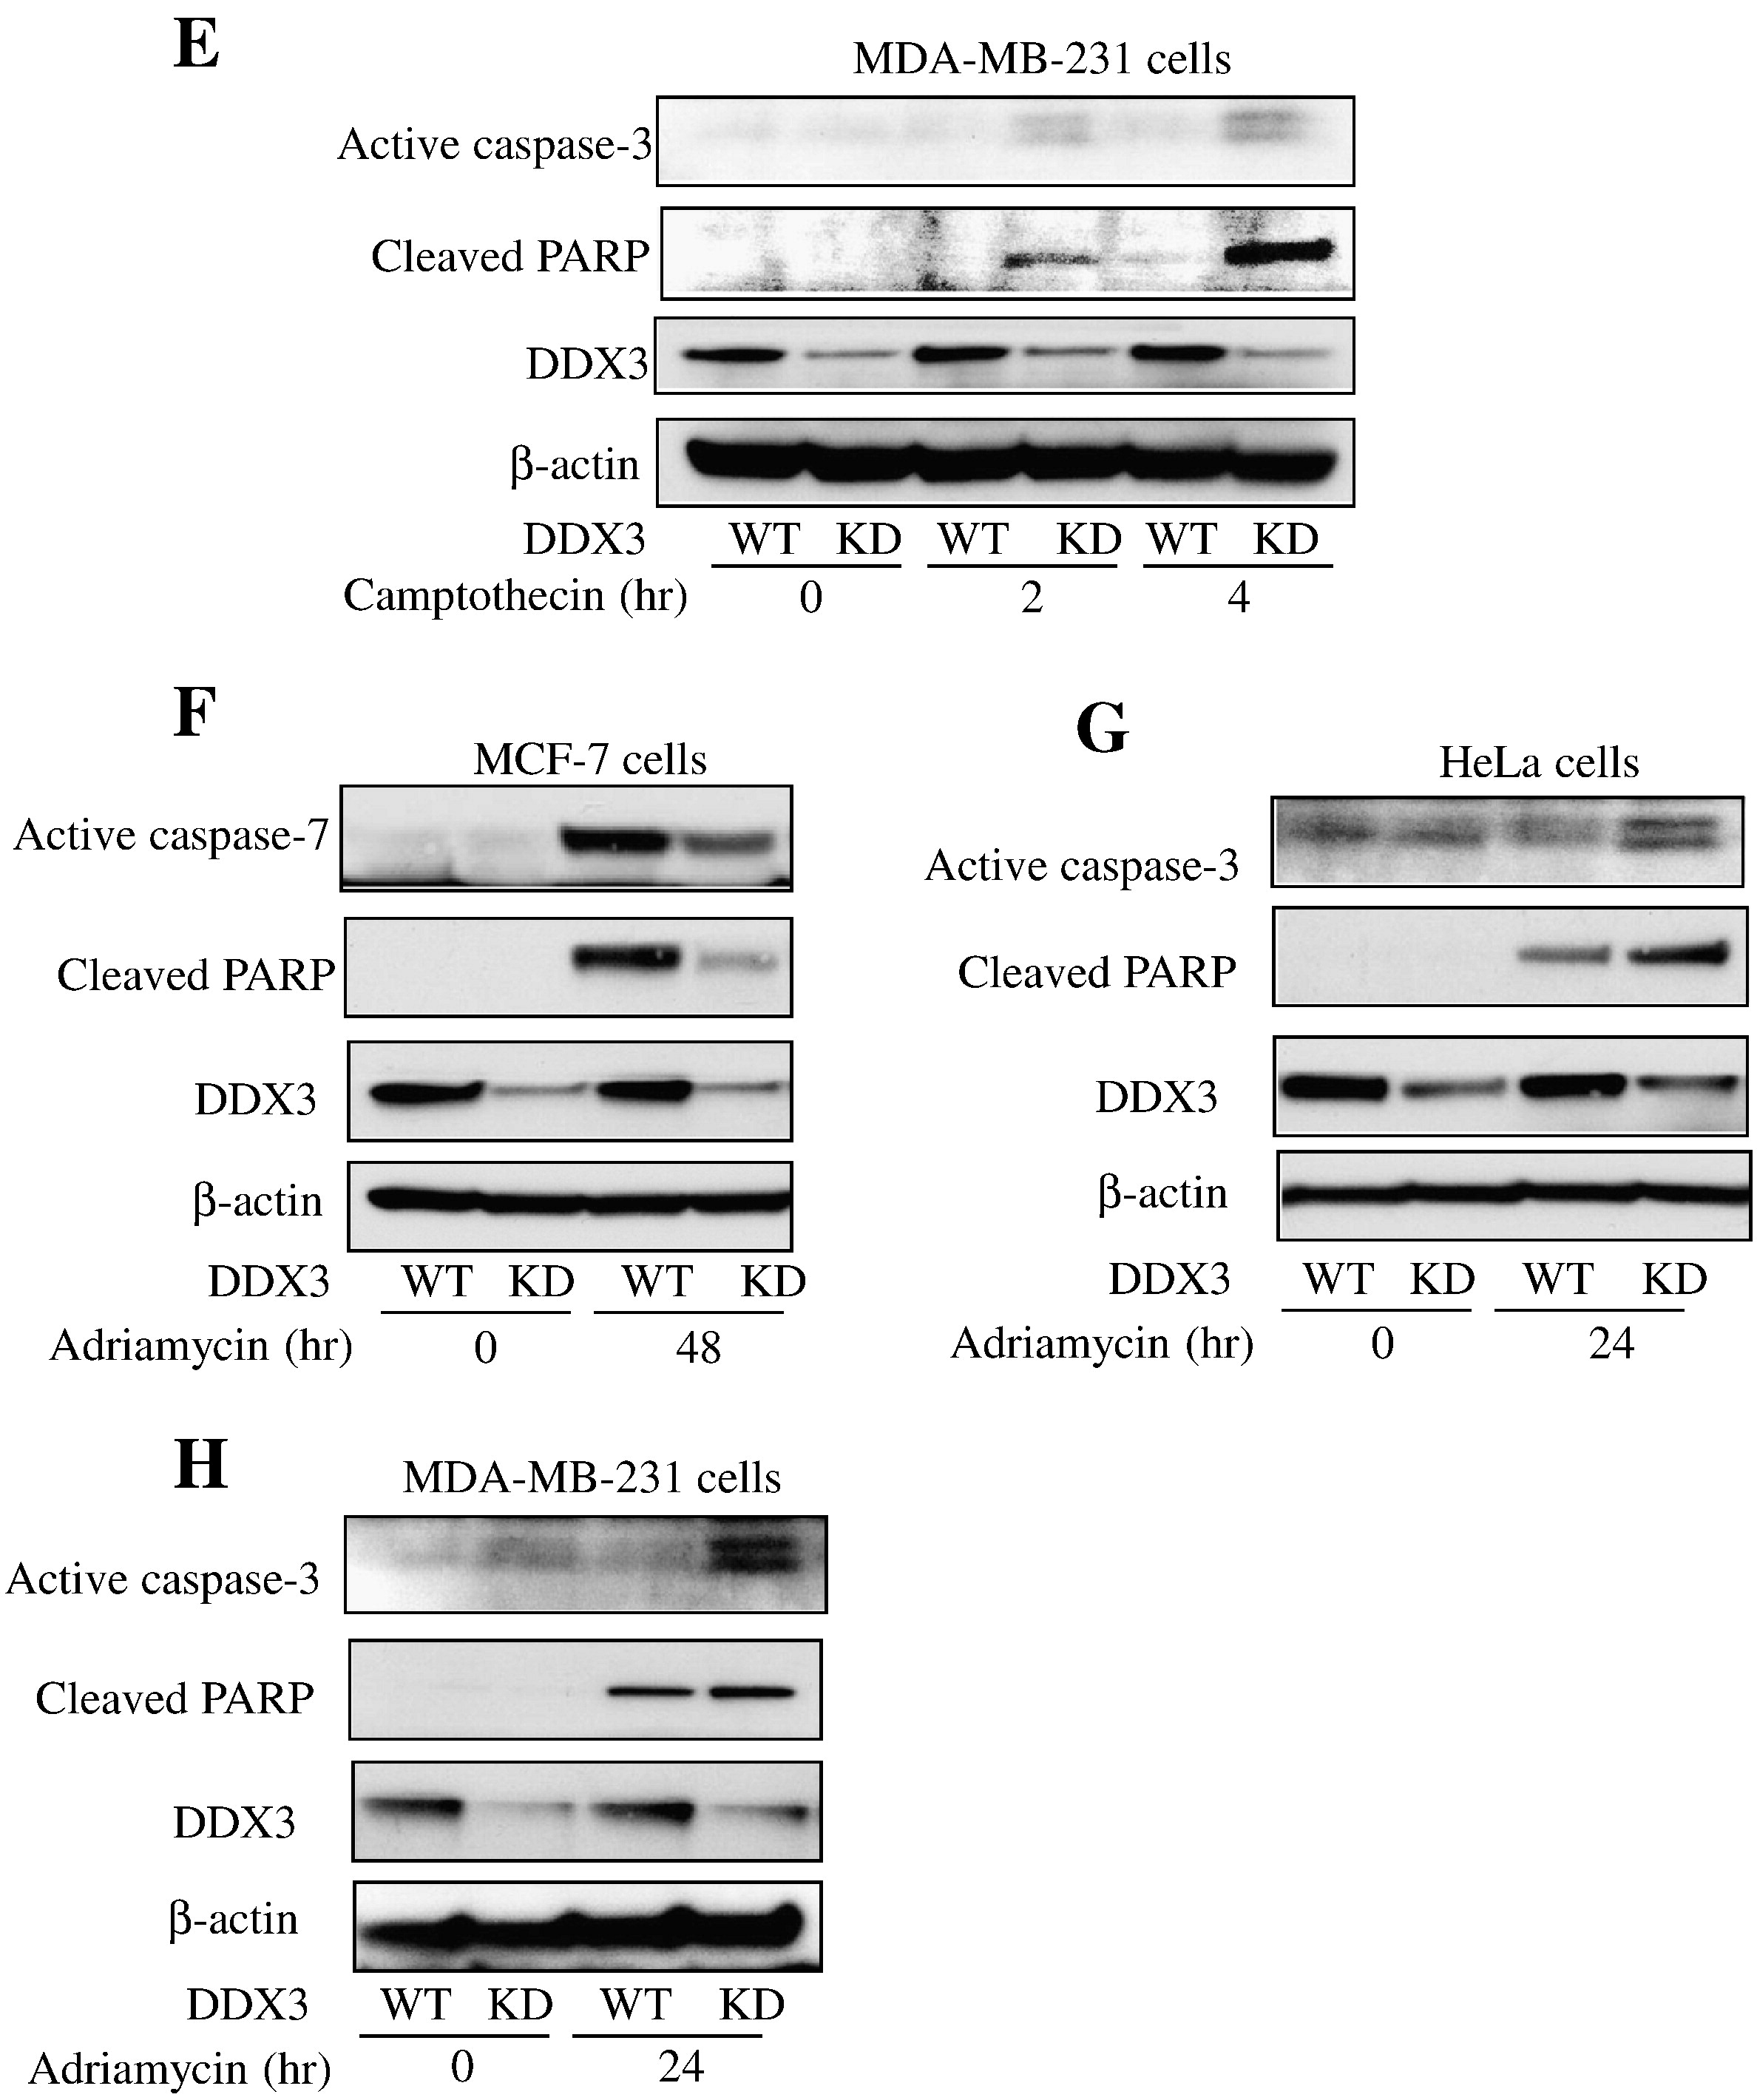 E
MDA-MB-231 cells
Active caspase-3
Cleaved PARP
DDX3
β-actin
DDX3 WT KD WT KD WT KD
Camptothecin (hr) 0 2 4
F
MCF-7 cells
Active caspase-7
Cleaved PARP
DDX3
β-actin
DDX3 WT KD WT KD
Adriamycin (hr) 0 48
G
HeLa cells
Active caspase-3
Cleaved PARP
DDX3
β-actin
DDX3 WT KD WT KD
Adriamycin (hr) 0 24
H
MDA-MB-231 cells
Active caspase-3
Cleaved PARP
DDX3
β-actin
DDX3 WT KD WT KD
Adriamycin (hr) 0 24